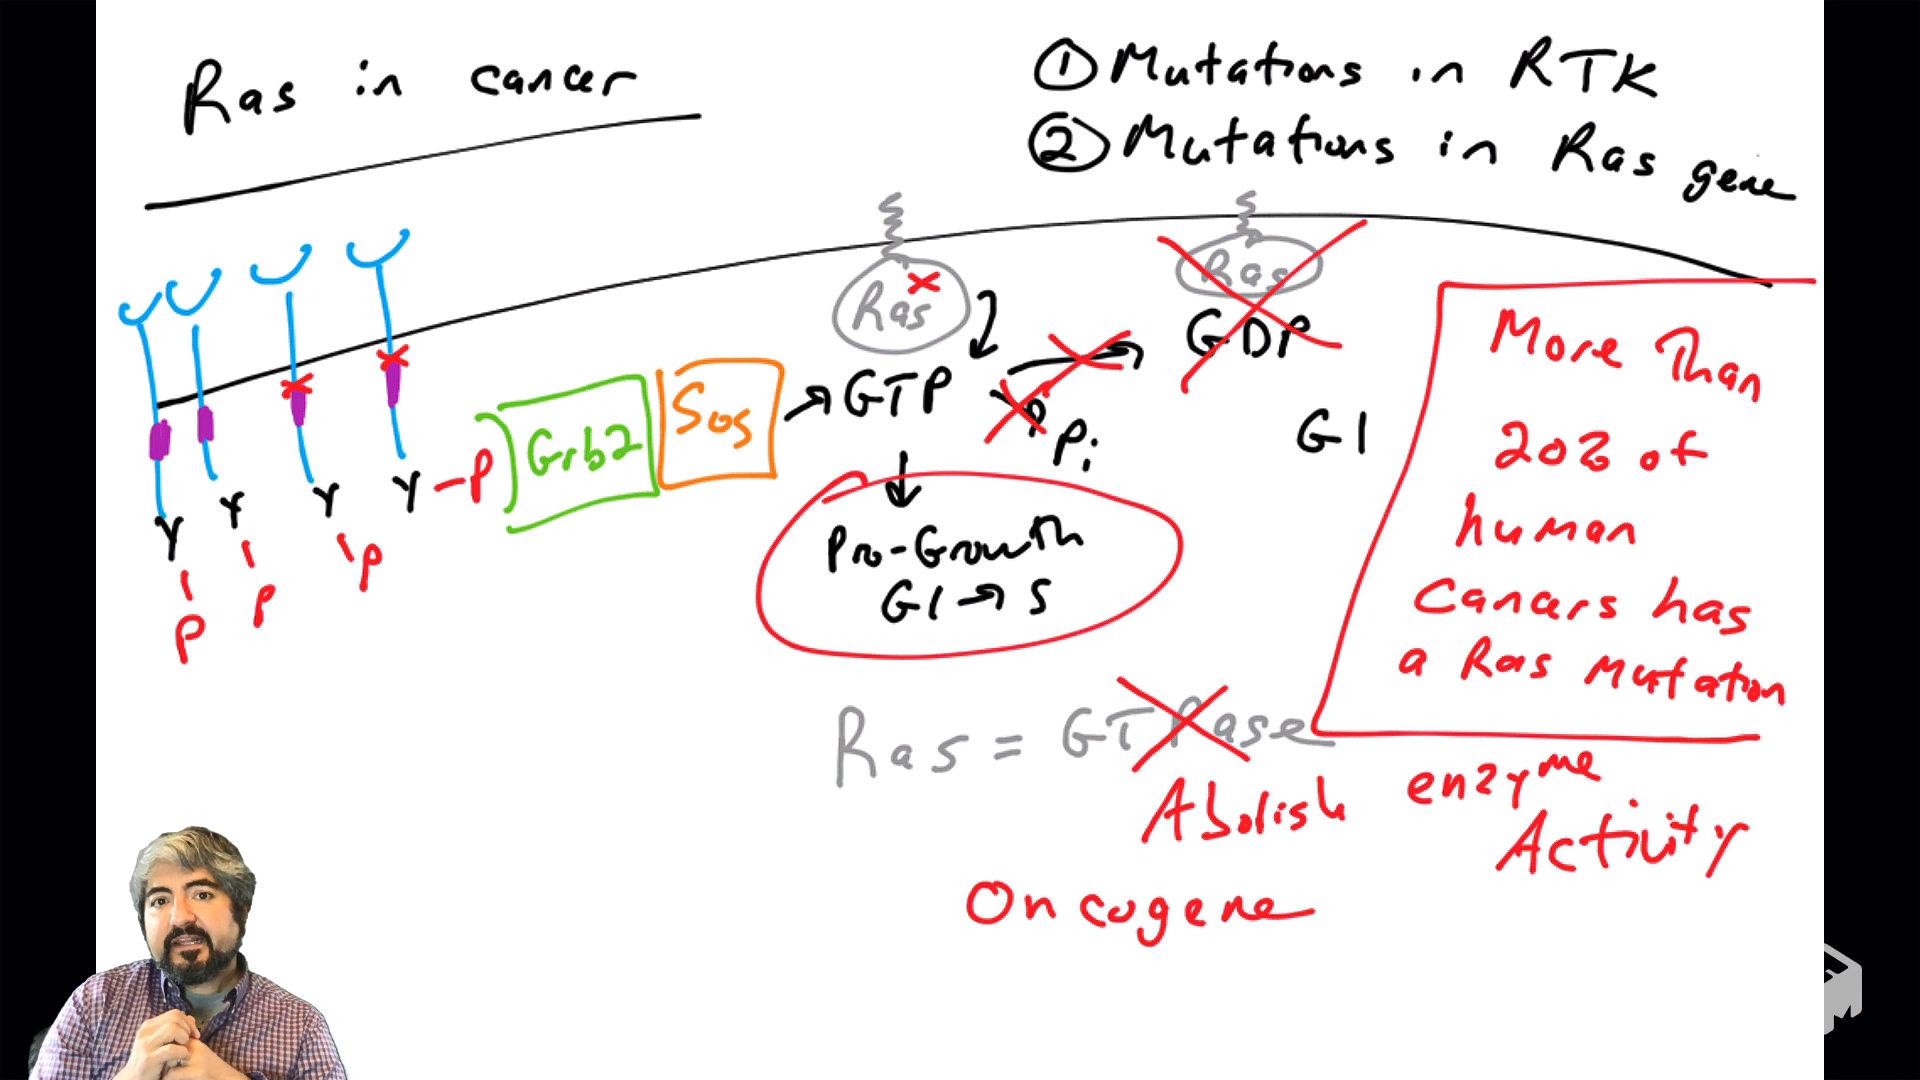 Ras in cancer
① Mutations in RTK
② Mutations in Ras gene
Ras
Ras
GTP
GDP
Pi
G1
Grb2
Sos
Y
Y
Y
Y-P
P
P
P
Pro-Growth
G1→S
More Than
20% of
human
Cancers has
a Ras Mutation
Ras = GTPase
Abolish enzyme
Activity
Oncogene